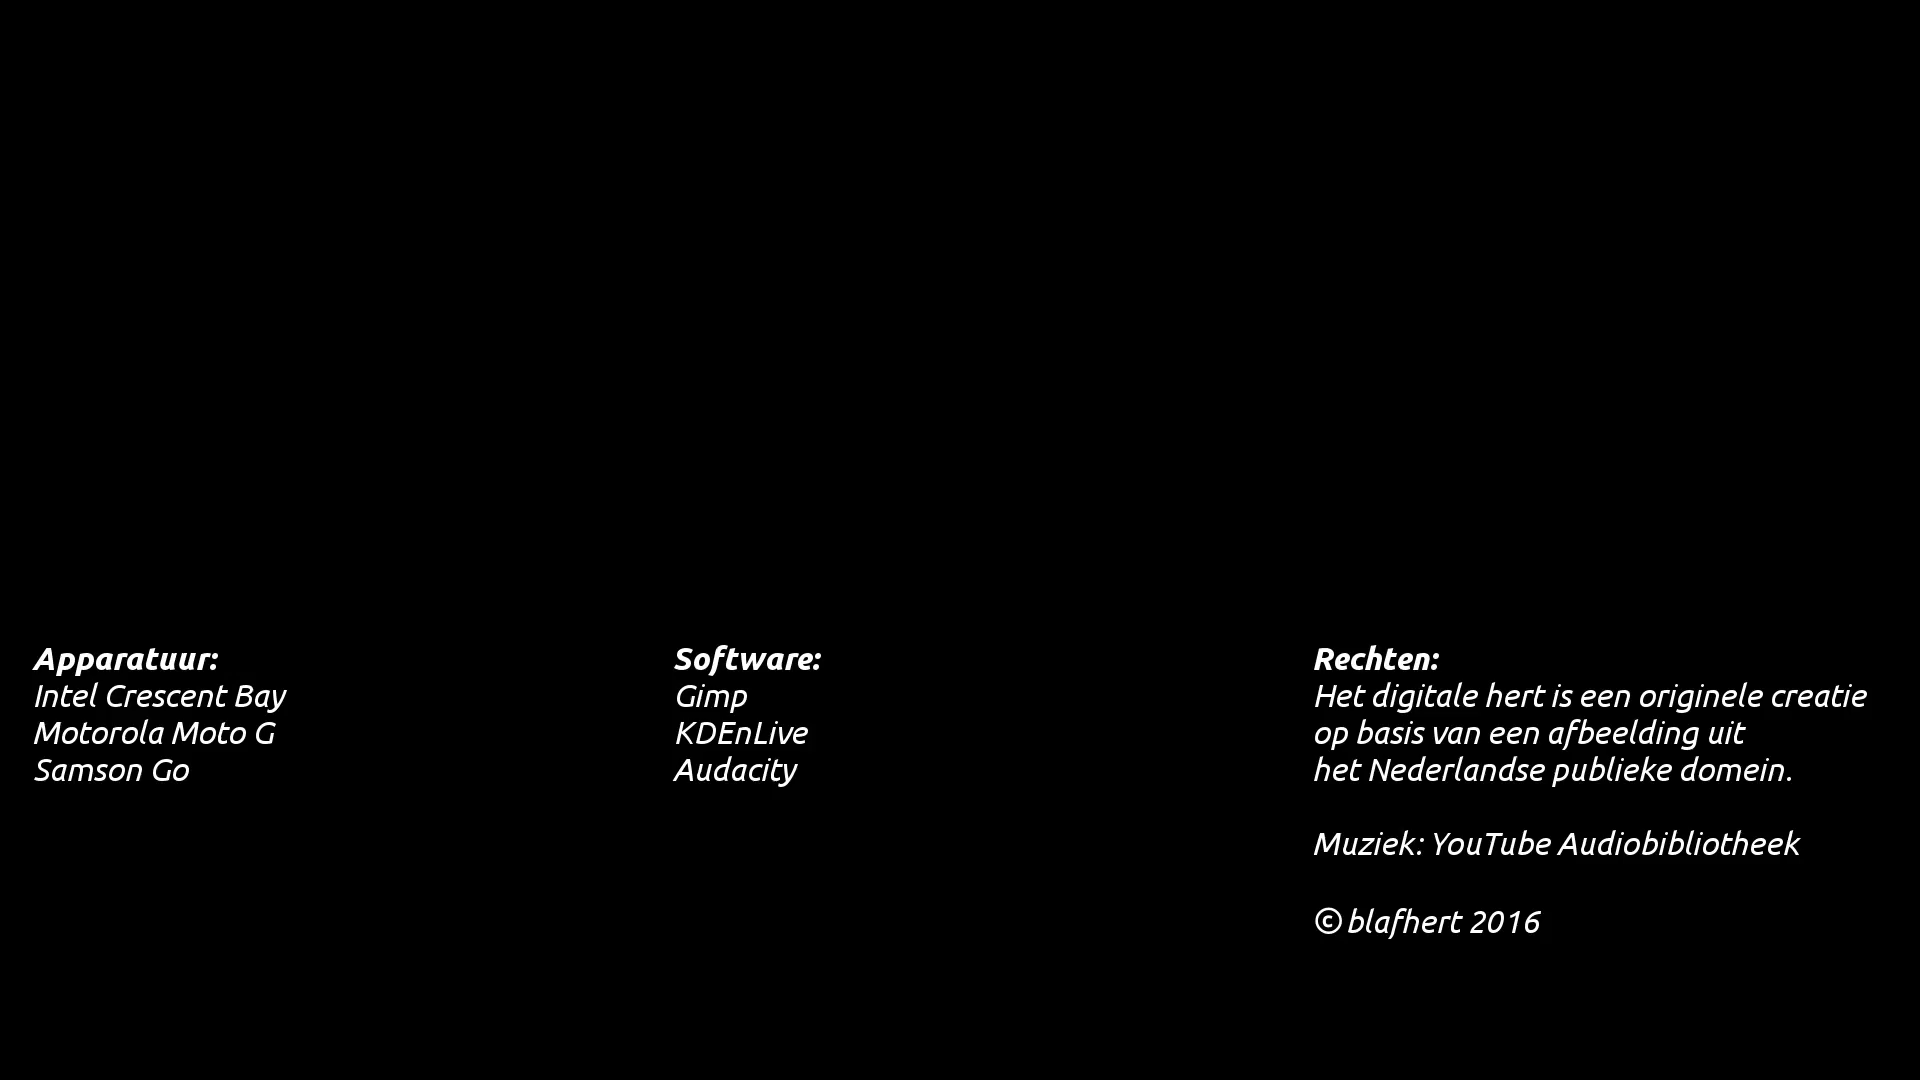 Apparatuur:
Intel Crescent Bay
Motorola Moto G
Samson Go
Software:
Gimp
KDEnLive
Audacity
Rechten:
Het digitale hert is een originele creatie
op basis van een afbeelding uit
het Nederlandse publieke domein.
Muziek: YouTube Audiobibliotheek
© blafhert 2016